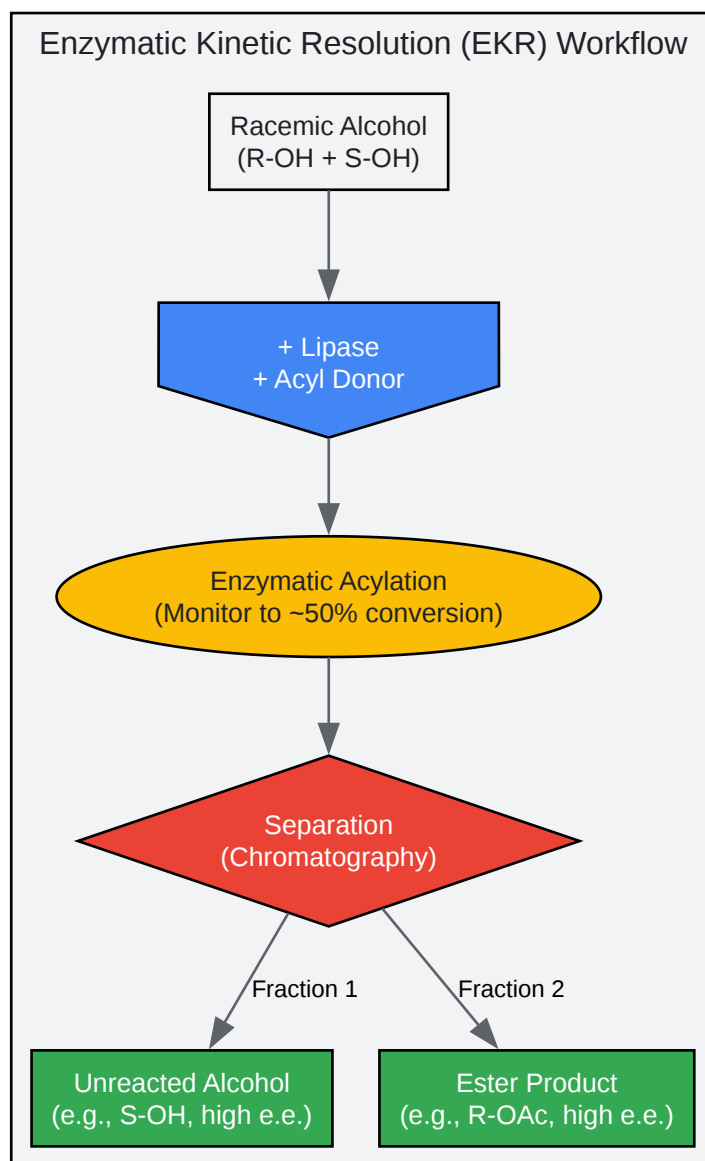 Enzymatic Kinetic Resolution (EKR) Workflow
Racemic Alcohol
(R-OH + S-OH)
+ Lipase
+ Acyl Donor
Enzymatic Acylation
(Monitor to ~50% conversion)
Separation
(Chromatography)
Fraction 1
Fraction 2
Unreacted Alcohol
(e.g., S-OH, high e.e.)
Ester Product
(e.g., R-OAc, high e.e.)